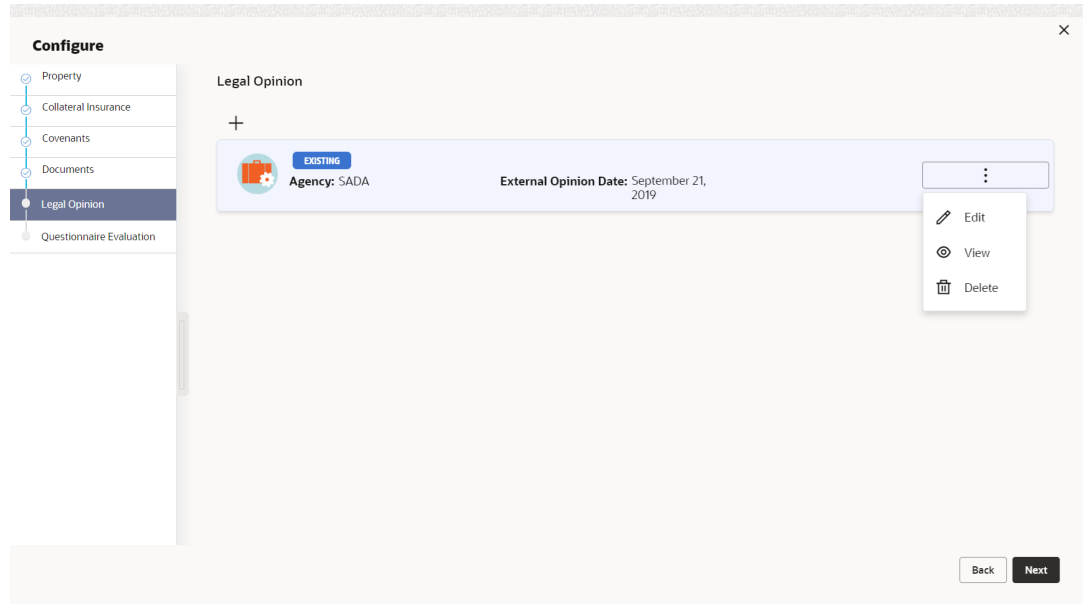 Configure
Property
Collateral Insurance
Covenants
Documents
Legal Opinion
Questionnaire Evaluation
Legal Opinion
EXISTING
Agency: SADA
External Opinion Date: September 21,
2019
Edit
View
Delete
Back
Next